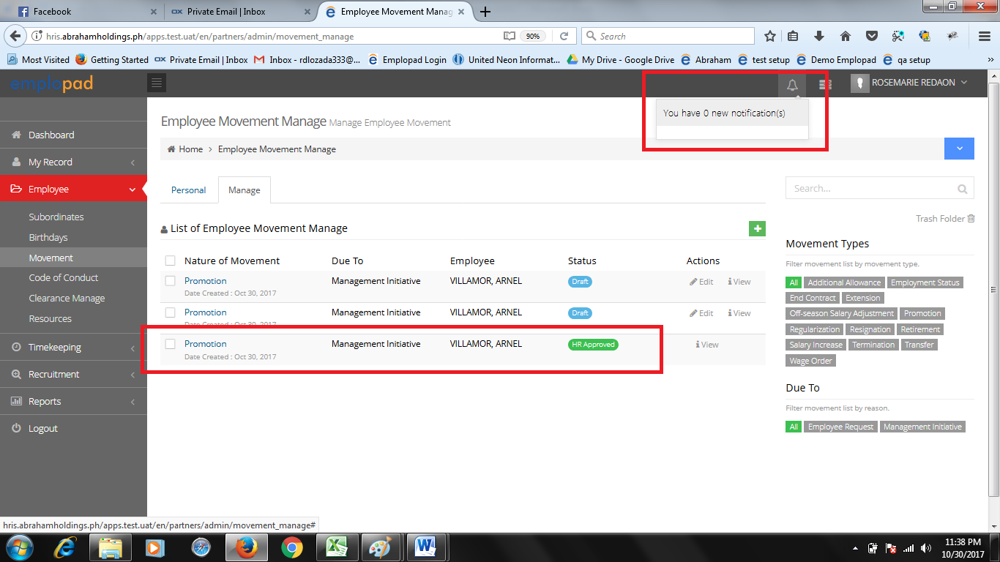 Facebook
Private Email | Inbox
Employee Movement Manag
hris.abrahamholdings.ph/apps.test.uat/en/partners/admin/movement_manage
90%
Search
Most Visited
Getting Started
Private Email | Inbox
Inbox - rdlozada333@...
Emplopad Login
United Neon Informat...
My Drive - Google Drive
Abraham
test setup
Demo Emplopad
qa setup
emplopad
ROSEMARIE REDAON
You have 0 new notification(s)
Dashboard
My Record
Employee
Subordinates
Birthdays
Movement
Code of Conduct
Clearance Manage
Resources
Timekeeping
Recruitment
Reports
Logout
Employee Movement Manage Manage Employee Movement
Home > Employee Movement Manage
Personal
Manage
List of Employee Movement Manage
Nature of Movement Due To Employee Status Actions
Promotion Management Initiative VILLAMOR, ARNEL Draft Edit View
Date Created : Oct 30, 2017
Promotion Management Initiative VILLAMOR, ARNEL Draft Edit View
Date Created : Oct 30, 2017
Promotion Management Initiative VILLAMOR, ARNEL HR Approved View
Date Created : Oct 30, 2017
Search...
Trash Folder
Movement Types
Filter movement list by movement type.
All Additional Allowance Employment Status
End Contract Extension
Off-season Salary Adjustment Promotion
Regularization Resignation Retirement
Salary Increase Termination Transfer
Wage Order
Due To
Filter movement list by reason.
All Employee Request Management Initiative
hris.abrahamholdings.ph/apps.test.uat/en/partners/admin/movement_manage#
11:38 PM
10/30/2017